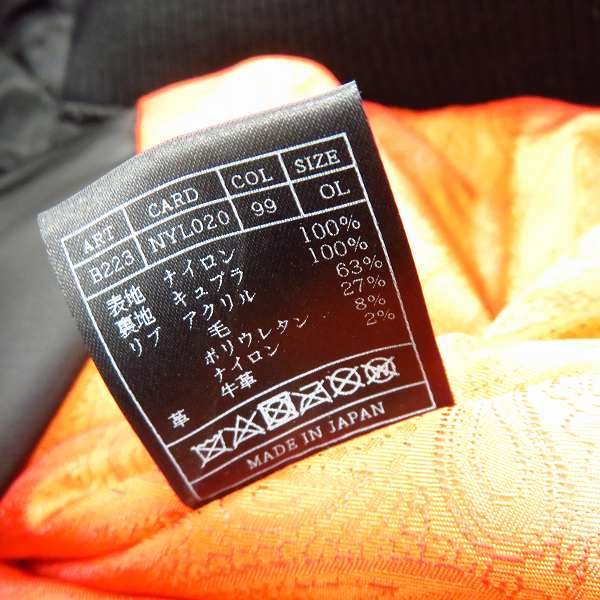 ART CARD COL SIZE
B223 NYL020 99 OL
表地 ナイロン 100%
裏地 キュプラ 100%
リブ アクリル 63%
毛 27%
ポリウレタン 8%
ナイロン 2%
革 牛革
MADE IN JAPAN